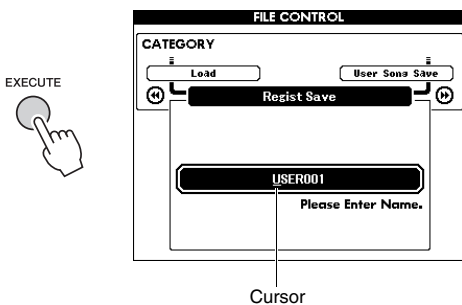 FILE CONTROL
CATEGORY
Load
User Song Save
EXECUTE
Regist Save
USER001
Please Enter Name.
Cursor